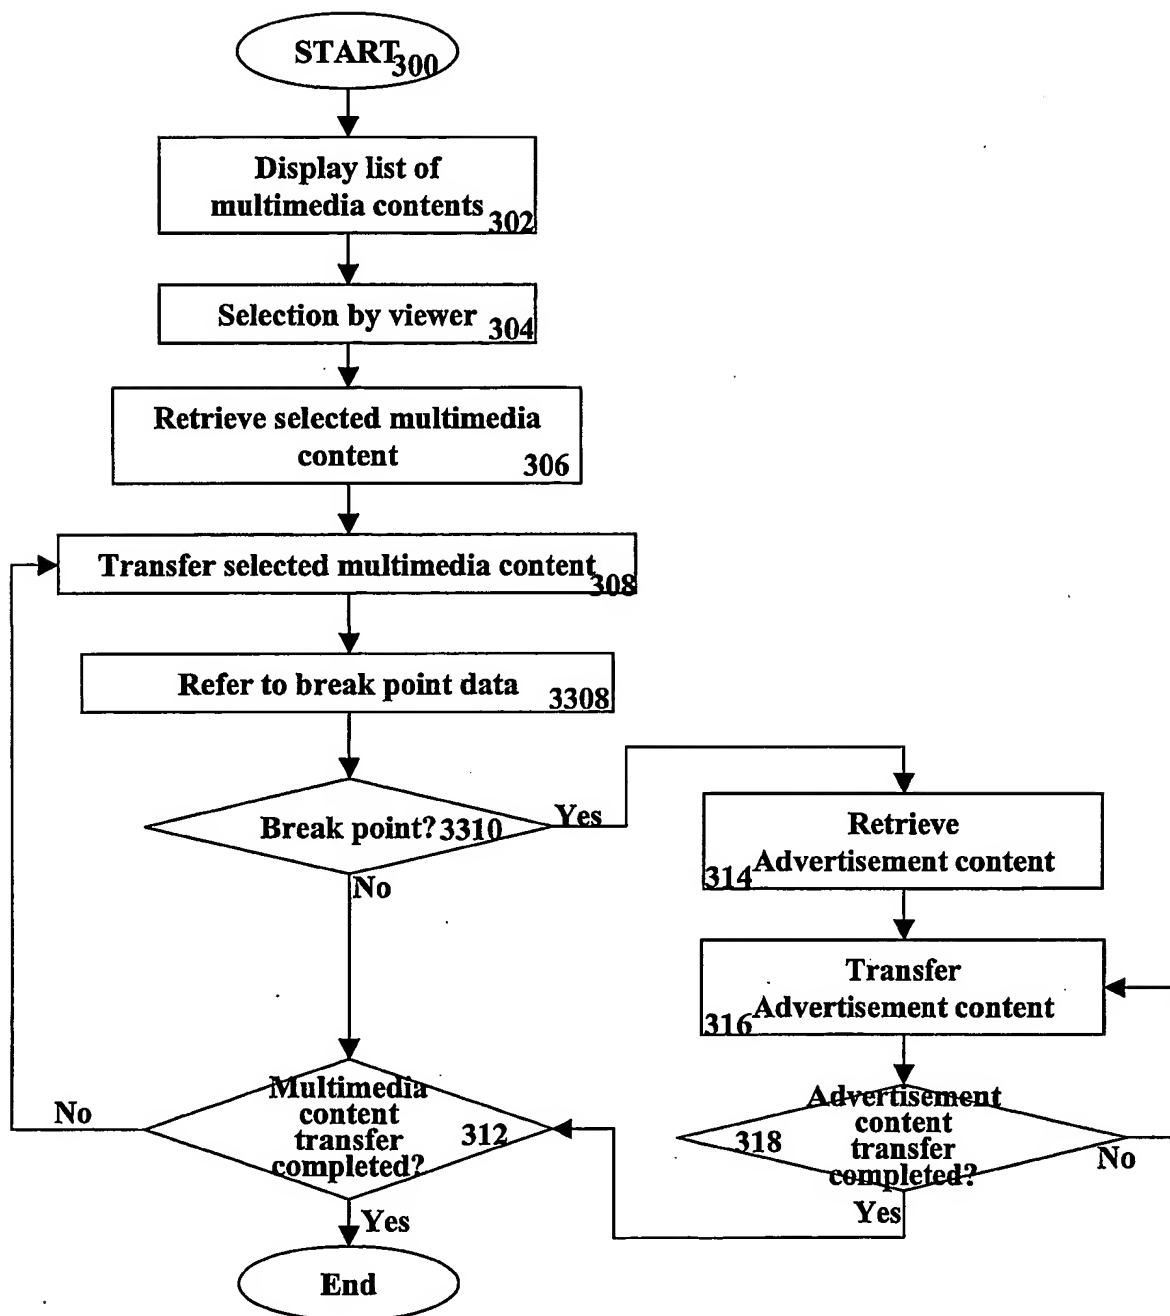 START 300
Display list of
multimedia contents 302
Selection by viewer 304
Retrieve selected multimedia
content 306
Transfer selected multimedia content 308
Refer to break point data 3308
Break point? 3310
Yes
No
Retrieve
314 Advertisement content
Transfer
316 Advertisement content
Advertisement
content
318
transfer
completed?
No
Yes
Multimedia
content
312
transfer
completed?
No
Yes
End